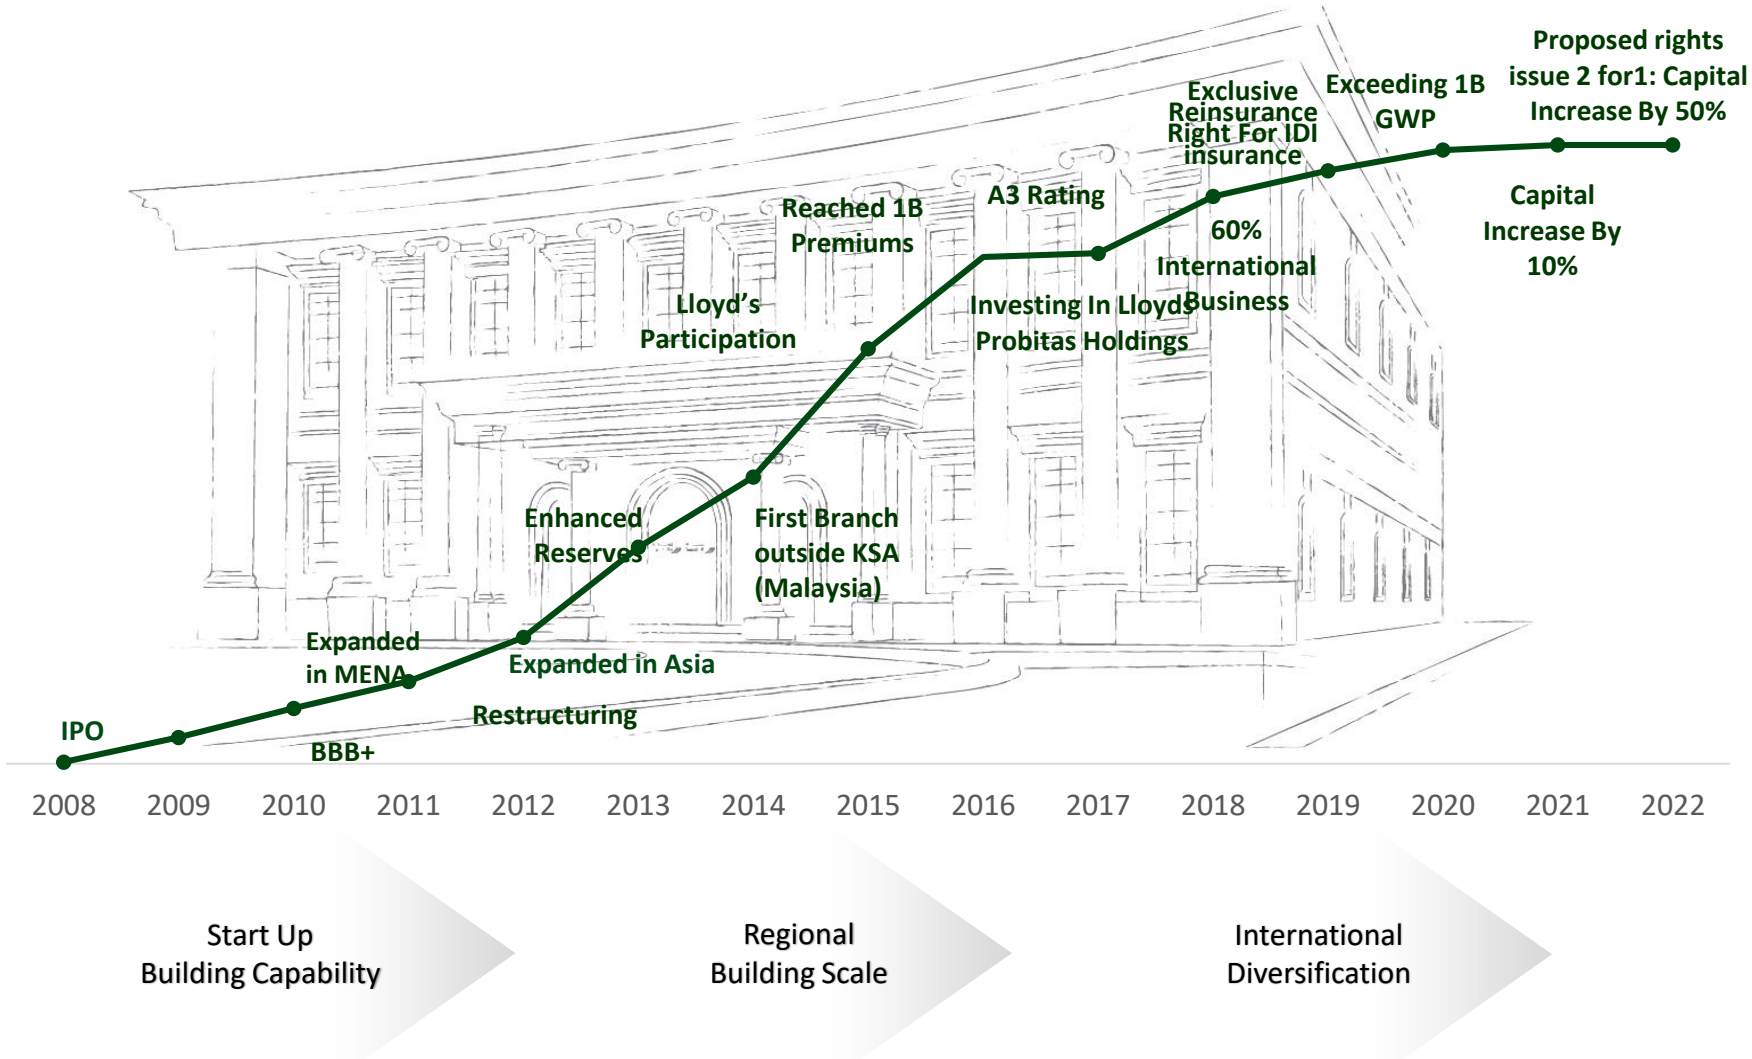 Proposed rights
issue 2 for1: Capital
Increase By 50%
Exceeding 1B
GWP
Exclusive
Reinsurance
Right For IDI
insurance
A3 Rating
Capital
Increase By
10%
Reached 1B
Premiums
60%
International
Business
Lloyd's
Participation
Investing In Lloyds
Probitas Holdings
Enhanced
Reserves
First Branch
outside KSA
(Malaysia)
Expanded
in MENA
Expanded in Asia
Restructuring
IPO
BBB+
2008 2009 2010 2011 2012 2013 2014 2015 2016 2017 2018 2019 2020 2021 2022
Start Up
Building Capability
Regional
Building Scale
International
Diversification